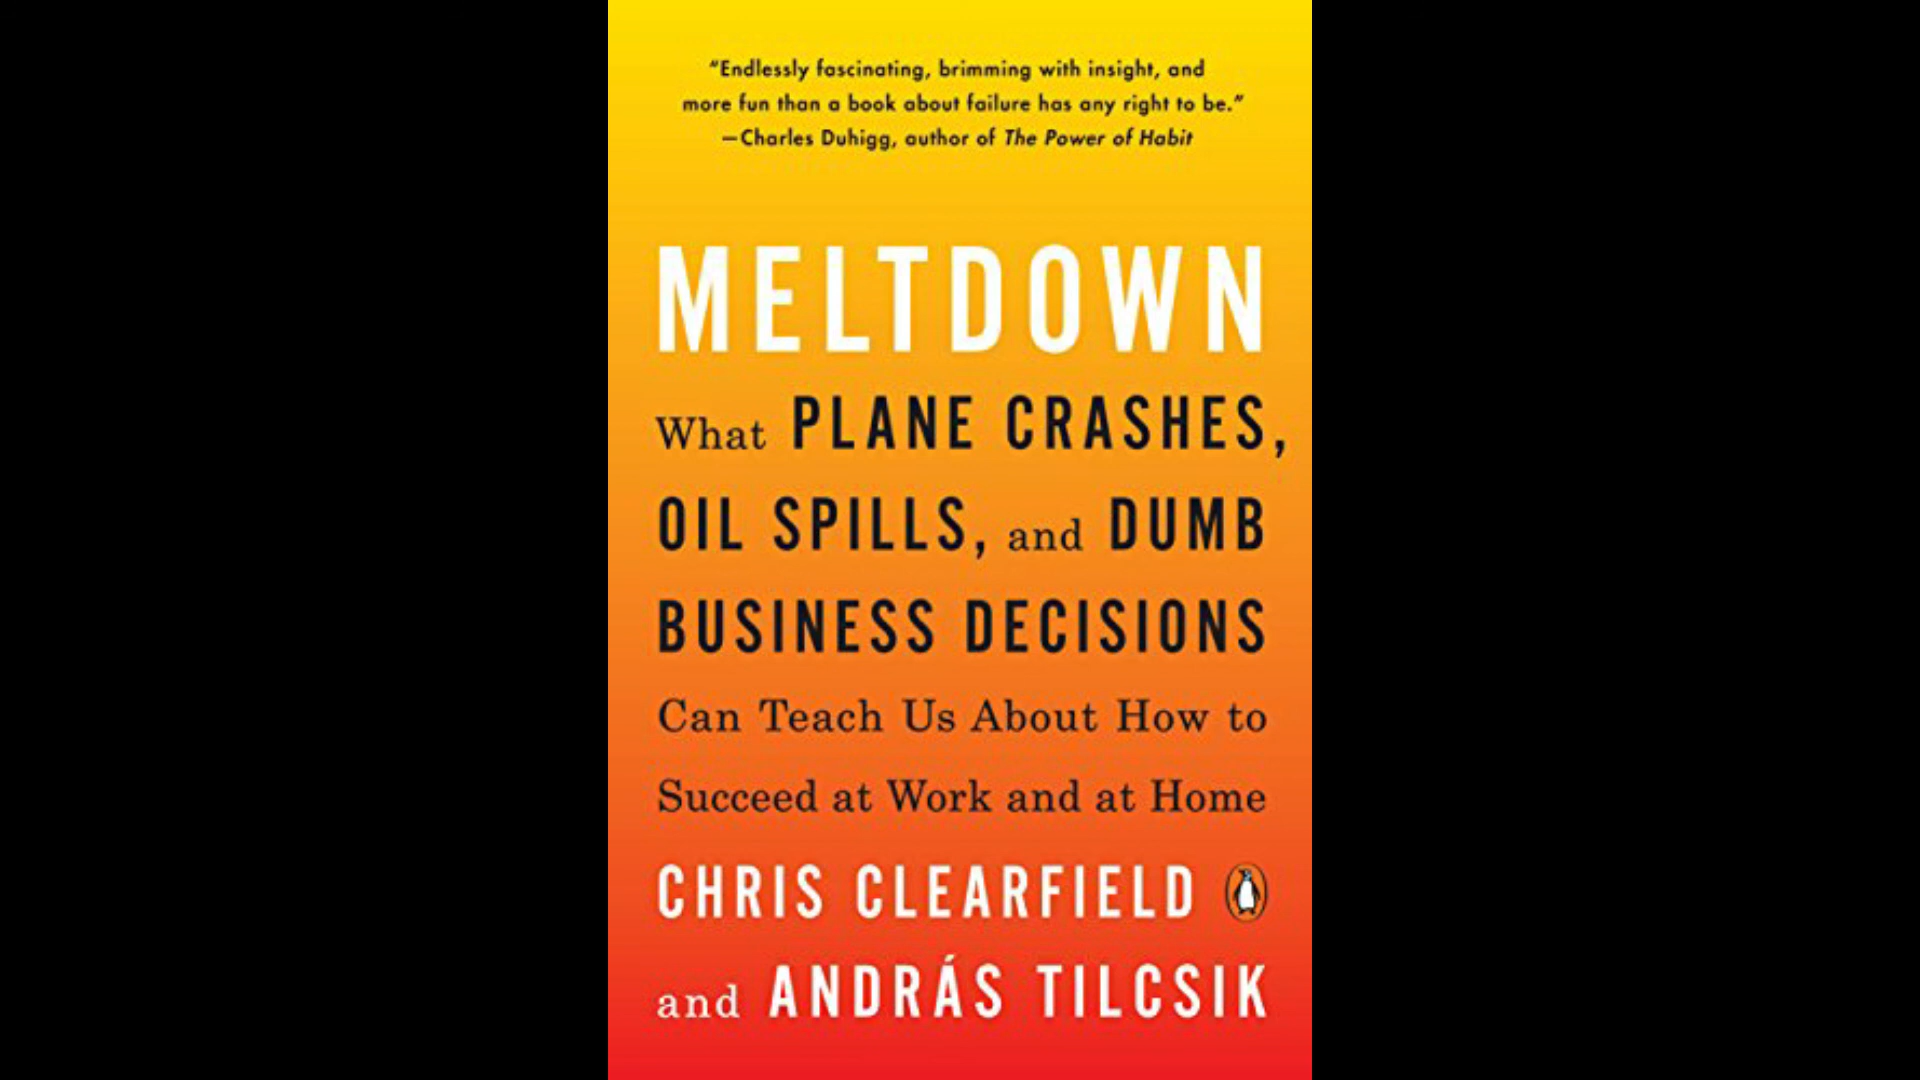 “Endlessly fascinating, brimming with insight, and
more fun than a book about failure has any right to be.”
—Charles Duhigg, author of The Power of Habit
MELTDOWN
What PLANE CRASHES,
OIL SPILLS, and DUMB
BUSINESS DECISIONS
Can Teach Us About How to
Succeed at Work and at Home
CHRIS CLEARFIELD
and ANDRÁS TILCSIK